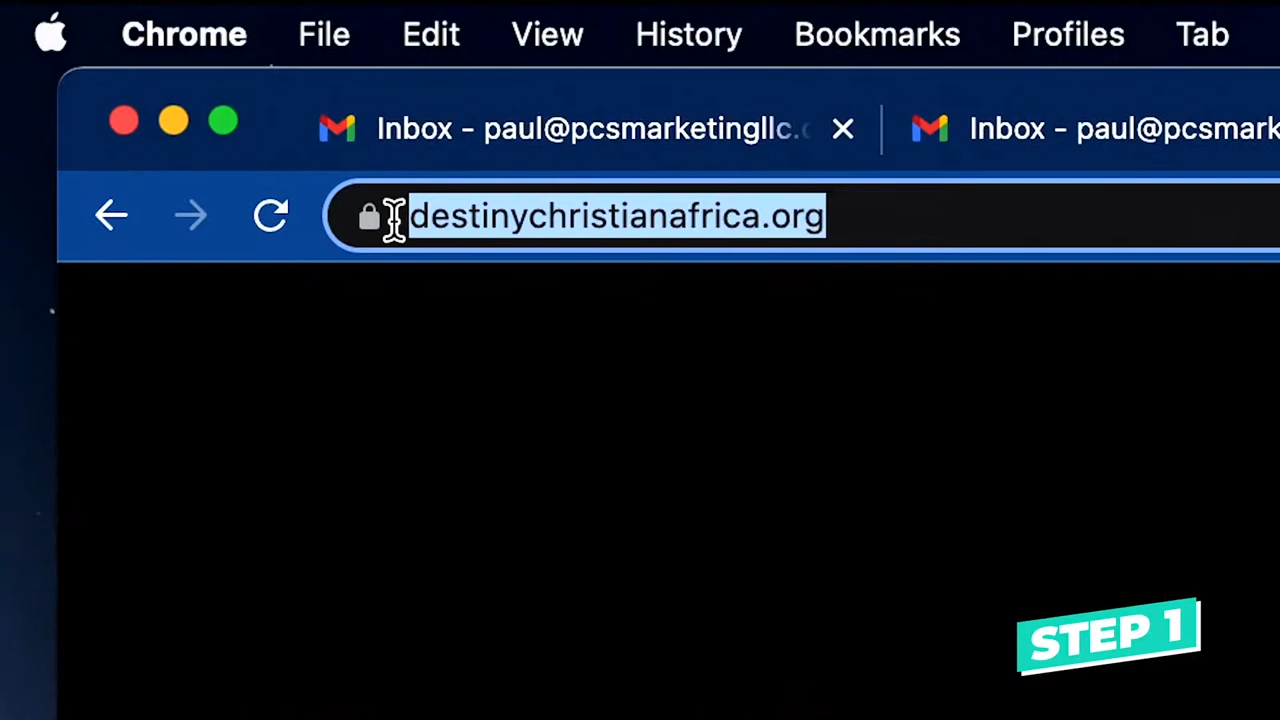 Chrome File Edit View History Bookmarks Profiles Tab
Inbox - paul@pcsmarketingllc.c Inbox - paul@pcsmark
destinychristianafrica.org
STEP 1